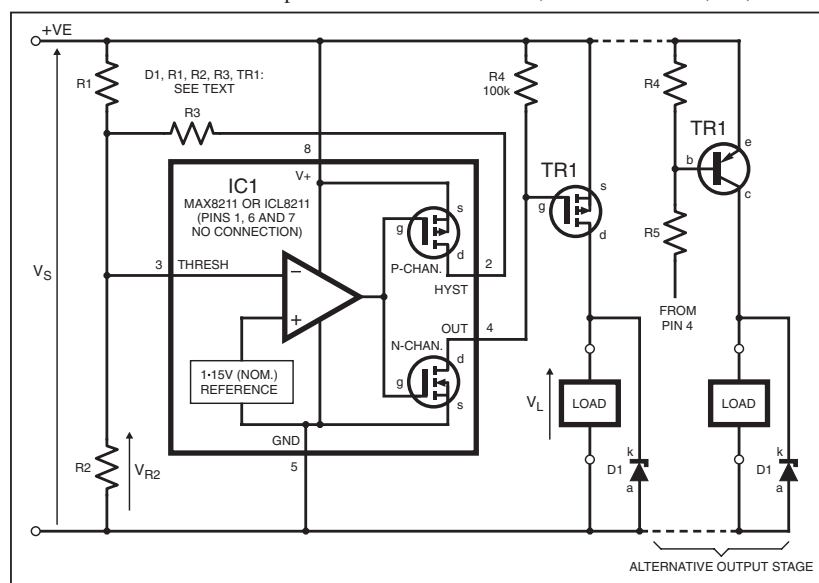 +VE
R1
D1, R1, R2, R3, TR1:
SEE TEXT
R3
R4
100k
R4
TR1
e
b
c
8
V+
IC1
MAX8211 OR ICL8211
(PINS 1, 6 AND 7
NO CONNECTION)
s
g
d
P-CHAN.
TR1
s
g
d
R5
VS
3
THRESH
−
+
2
HYST
OUT
4
N-CHAN.
d
g
s
FROM
PIN 4
1·15V (NOM.)
REFERENCE
VL
LOAD
LOAD
GND
5
R2
VR2
k
D1
a
k
D1
a
ALTERNATIVE OUTPUT STAGE